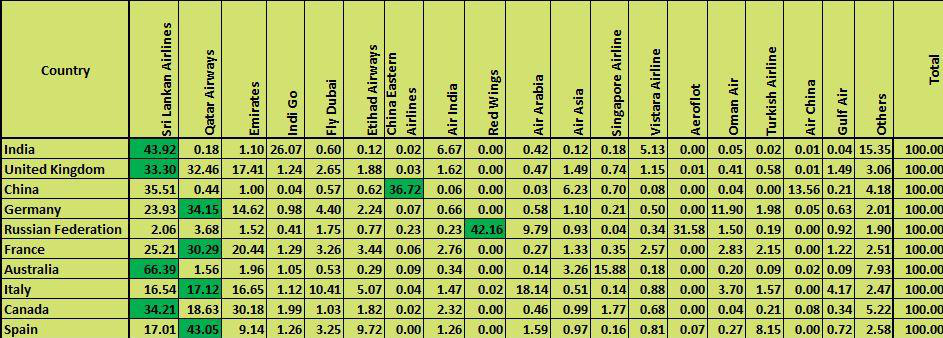 Country Sri Lankan Airlines Qatar Airways Emirates Indi Go Fly Dubai Etihad Airways China Eastern Airlines Air India Red Wings Air Arabia Air Asia Singapore Airline Vistara Airline Aeroflot Oman Air Turkish Airline Air China Gulf Air Others Total
India 43.92 0.18 1.10 26.07 0.60 0.12 0.02 6.67 0.00 0.42 0.12 0.18 5.13 0.00 0.05 0.02 0.01 0.04 15.35 100.00
United Kingdom 33.30 32.46 17.41 1.24 2.65 1.88 0.03 1.62 0.00 0.47 1.49 0.74 1.15 0.01 0.41 0.58 0.01 1.49 3.06 100.00
China 35.51 0.44 1.00 0.04 0.57 0.62 36.72 0.06 0.00 0.03 6.23 0.70 0.08 0.00 0.04 0.00 13.56 0.21 4.18 100.00
Germany 23.93 34.15 14.62 0.98 4.40 2.24 0.07 0.66 0.00 0.58 1.10 0.21 0.50 0.00 11.90 1.98 0.05 0.63 2.01 100.00
Russian Federation 2.06 3.68 1.52 0.41 1.75 0.77 0.23 0.23 42.16 9.79 0.93 0.04 0.34 31.58 1.50 0.19 0.00 0.92 1.90 100.00
France 25.21 30.29 20.44 1.29 3.26 3.44 0.06 2.76 0.00 0.27 1.33 0.35 2.57 0.00 2.83 2.15 0.00 1.22 2.51 100.00
Australia 66.39 1.56 1.96 1.05 0.53 0.29 0.09 0.34 0.00 0.14 3.26 15.88 0.18 0.00 0.20 0.09 0.02 0.09 7.93 100.00
Italy 16.54 17.12 16.65 1.12 10.41 5.07 0.04 1.47 0.02 18.14 0.51 0.14 0.88 0.00 3.70 1.57 0.00 4.17 2.47 100.00
Canada 34.21 18.63 30.18 1.99 1.03 1.82 0.02 2.32 0.00 0.46 0.99 1.77 0.68 0.00 0.04 0.21 0.08 0.34 5.22 100.00
Spain 17.01 43.05 9.14 1.26 3.25 9.72 0.00 1.26 0.00 1.59 0.97 0.16 0.81 0.07 0.27 8.15 0.00 0.72 2.58 100.00